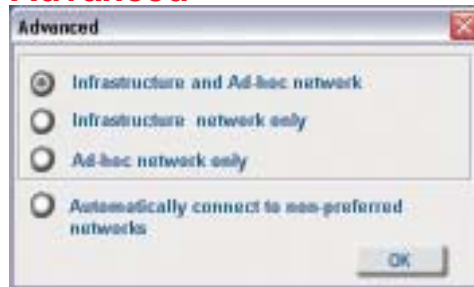 Advanced
Advanced
Infrastructure and Ad-hoc network
Infrastructure network only
Ad-hoc network only
Automatically connect to non-preferred
networks
OK